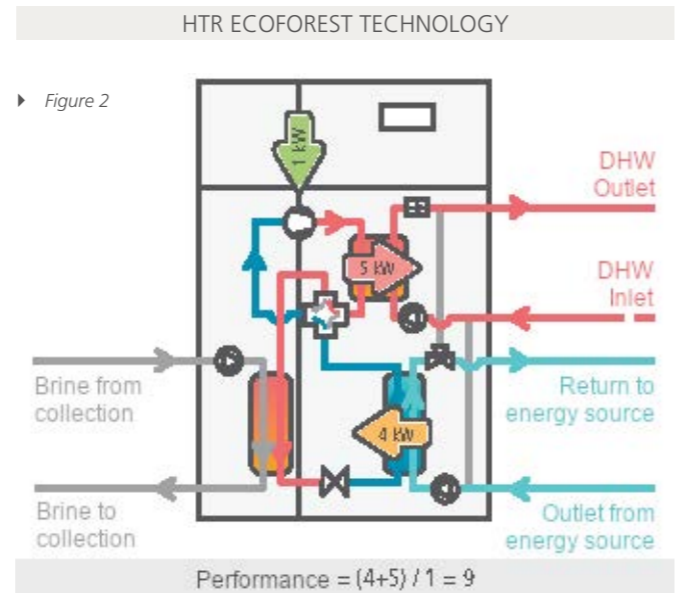 HTR ECOFOREST TECHNOLOGY
Figure 2
1 kW
DHW
Outlet
5 kW
DHW
Inlet
Brine from
collection
Return to
energy source
4 kW
Brine to
collection
Outlet from
energy source
Performance = (4+5) / 1 = 9